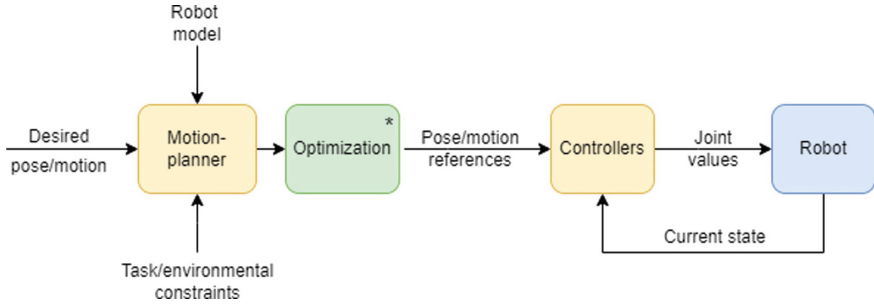 Robot
model
Desired
pose/motion
Motion-
planner
Optimization
*
Pose/motion
references
Controllers
Joint
values
Robot
Current state
Task/environmental
constraints